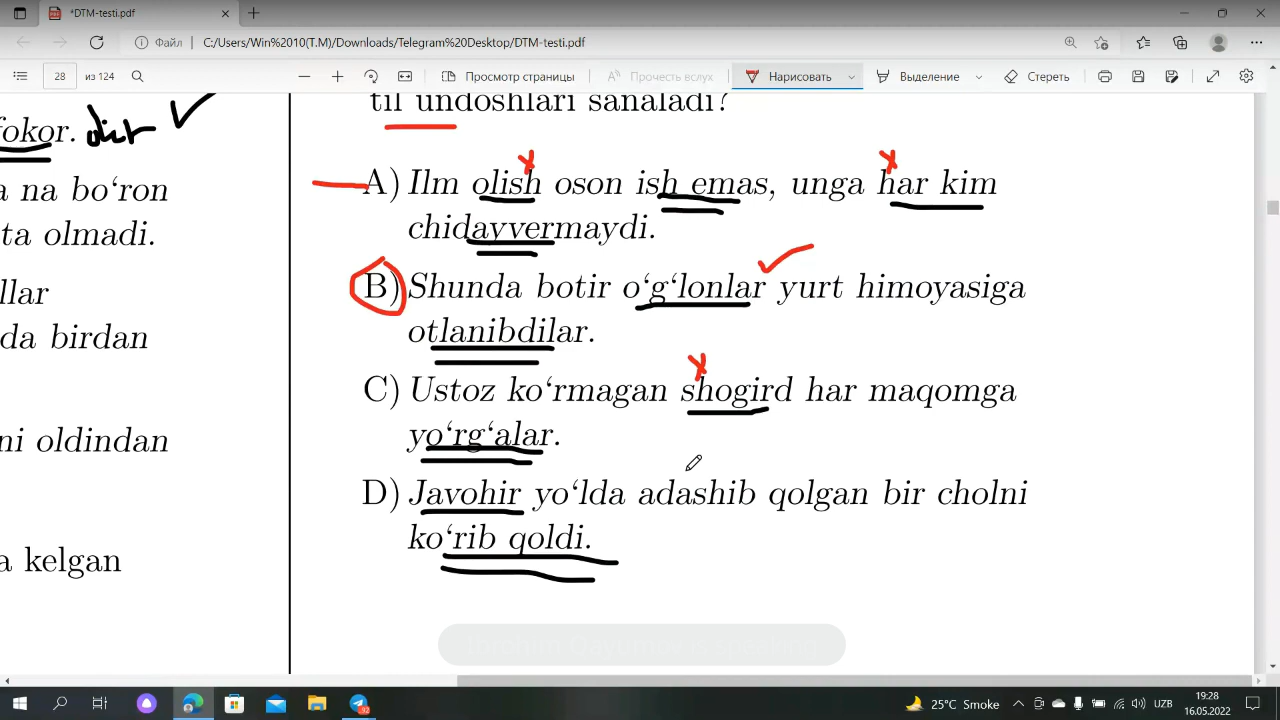 *DTM-testi.pdf
Файл
C:/Users/Win%2010(T.M)/Downloads/Telegram%20Desktop/DTM-testi.pdf
28 из 124
Просмотр страницы
Прочесть вслух
Нарисовать
Выделение
Стереть
fokor.
a na bo‘ron
ta olmadi.
llar
da birdan
ni oldindan
a kelgan
til undoshlari sanaladi?
A) Ilm olish oson ish emas, unga har kim
chidayvermaydi.
B) Shunda botir o‘g‘lonlar yurt himoyasiga
otlanibdilar.
C) Ustoz ko‘rmagan shogird har maqomga
yo‘rg‘alar.
D) Javohir yo‘lda adashib qolgan bir cholni
ko‘rib qoldi.
25°C Smoke
УЗB
19:28
16.05.2022